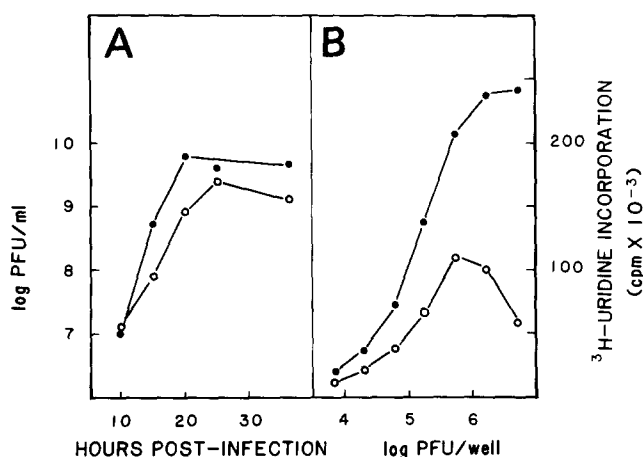 A
B
10
9
8
7
log PFU/ml
10
20
30
HOURS POST-INFECTION
4
5
6
log PFU/well
200
100
³H-URIDINE INCORPORATION
(cpm X 10⁻³)